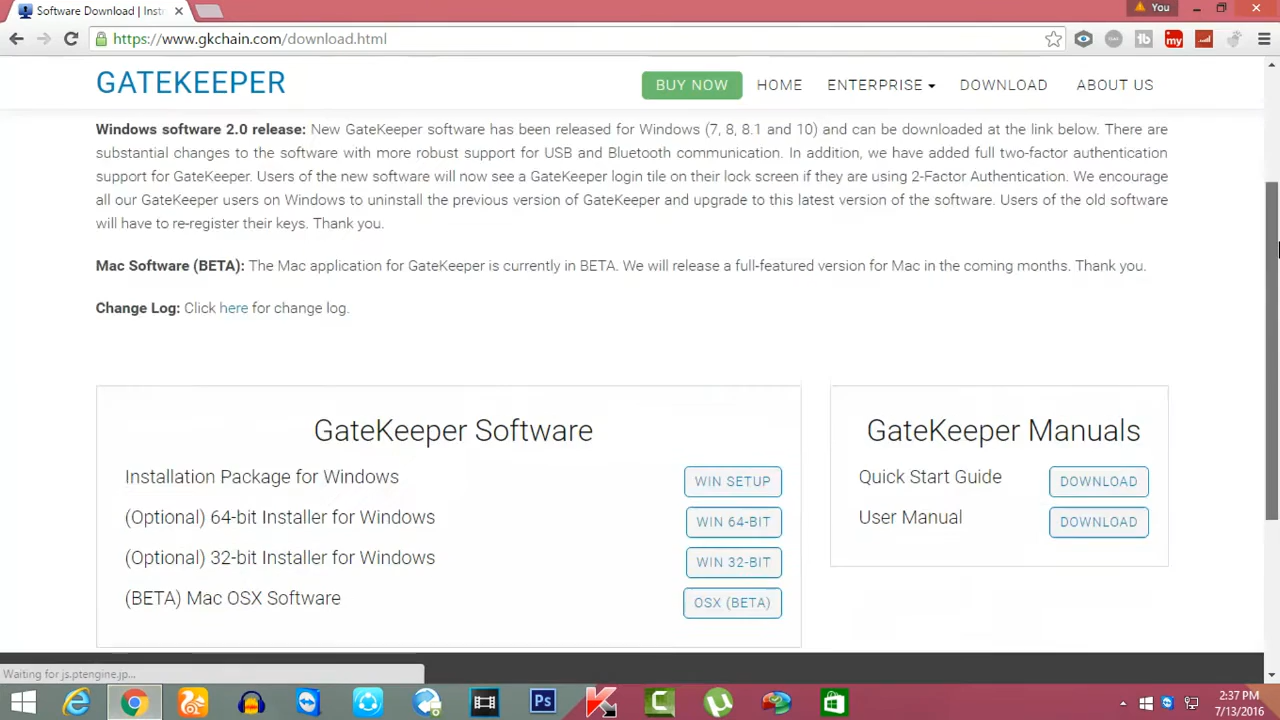 Software Download | Inst
You
https://www.gkchain.com/download.html
GATEKEEPER
BUY NOW HOME ENTERPRISE DOWNLOAD ABOUT US
Windows software 2.0 release: New GateKeeper software has been released for Windows (7, 8, 8.1 and 10) and can be downloaded at the link below. There are
substantial changes to the software with more robust support for USB and Bluetooth communication. In addition, we have added full two-factor authentication
support for GateKeeper. Users of the new software will now see a GateKeeper login tile on their lock screen if they are using 2-Factor Authentication. We encourage
all our GateKeeper users on Windows to uninstall the previous version of GateKeeper and upgrade to this latest version of the software. Users of the old software
will have to re-register their keys. Thank you.
Mac Software (BETA): The Mac application for GateKeeper is currently in BETA. We will release a full-featured version for Mac in the coming months. Thank you.
Change Log: Click here for change log.
GateKeeper Software
Installation Package for Windows WIN SETUP
(Optional) 64-bit Installer for Windows WIN 64-BIT
(Optional) 32-bit Installer for Windows WIN 32-BIT
(BETA) Mac OSX Software OSX (BETA)
GateKeeper Manuals
Quick Start Guide DOWNLOAD
User Manual DOWNLOAD
Waiting for js.ptengine.jp...
2:37 PM
7/13/2016